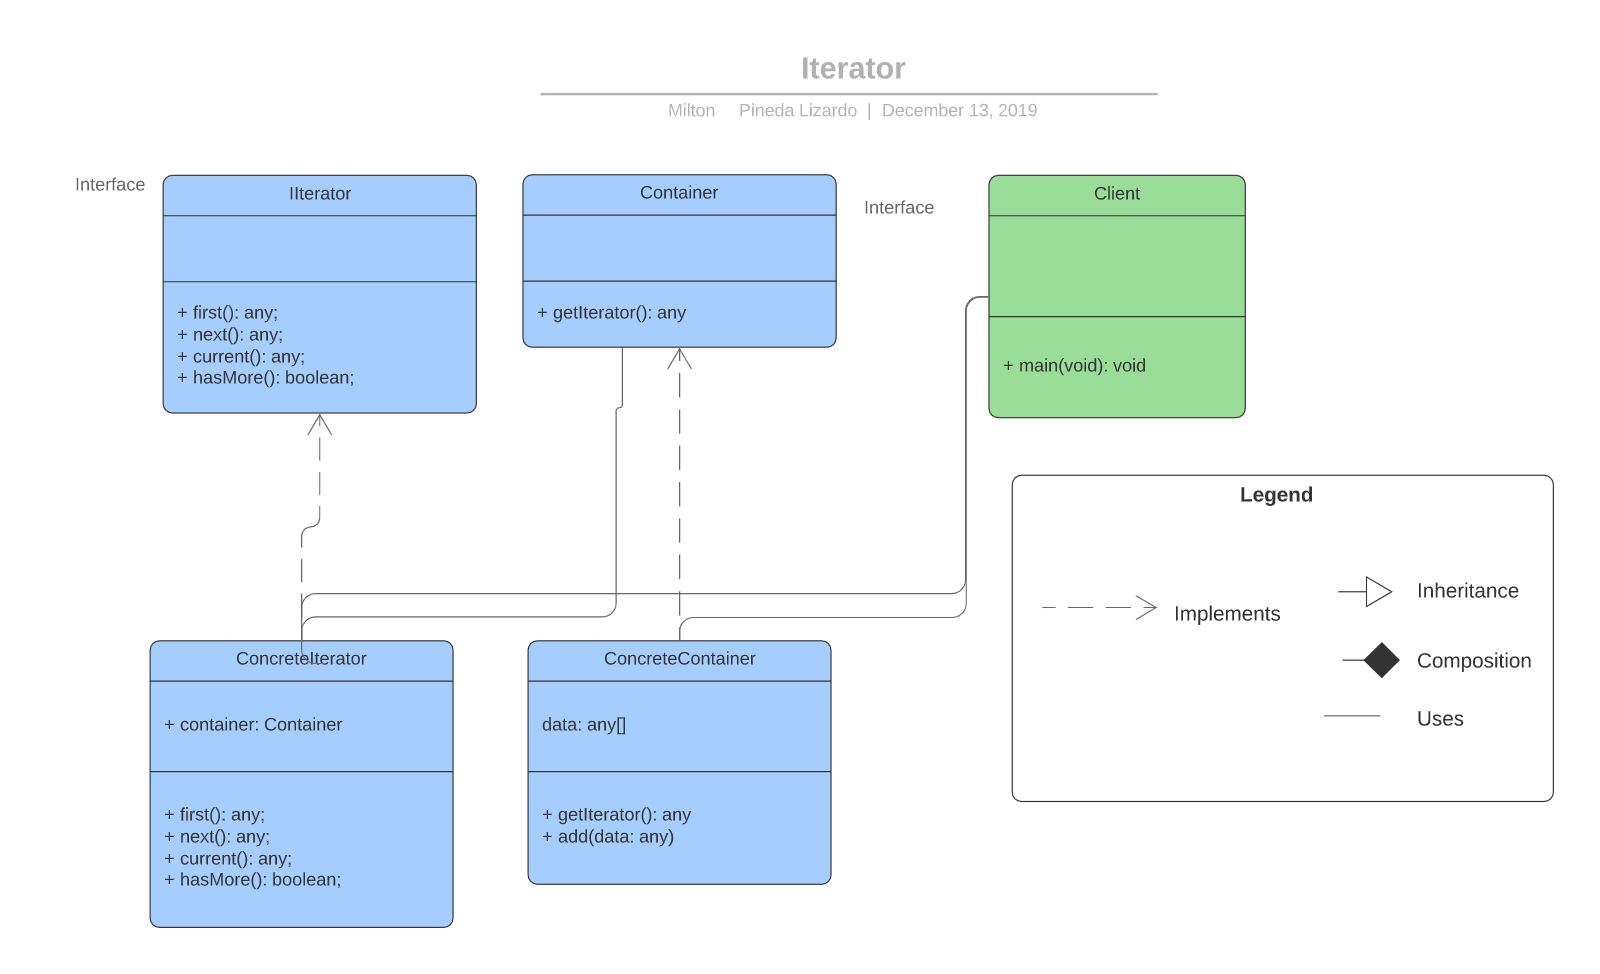 Iterator
Milton Pineda Lizardo | December 13, 2019
Interface
IIterator
+ first(): any;
+ next(): any;
+ current(): any;
+ hasMore(): boolean;
Container
+ getIterator(): any
Interface
Client
+ main(void): void
ConcreteIterator
+ container: Container
+ first(): any;
+ next(): any;
+ current(): any;
+ hasMore(): boolean;
ConcreteContainer
data: any[]
+ getIterator(): any
+ add(data: any)
Legend
Implements
Inheritance
Composition
Uses